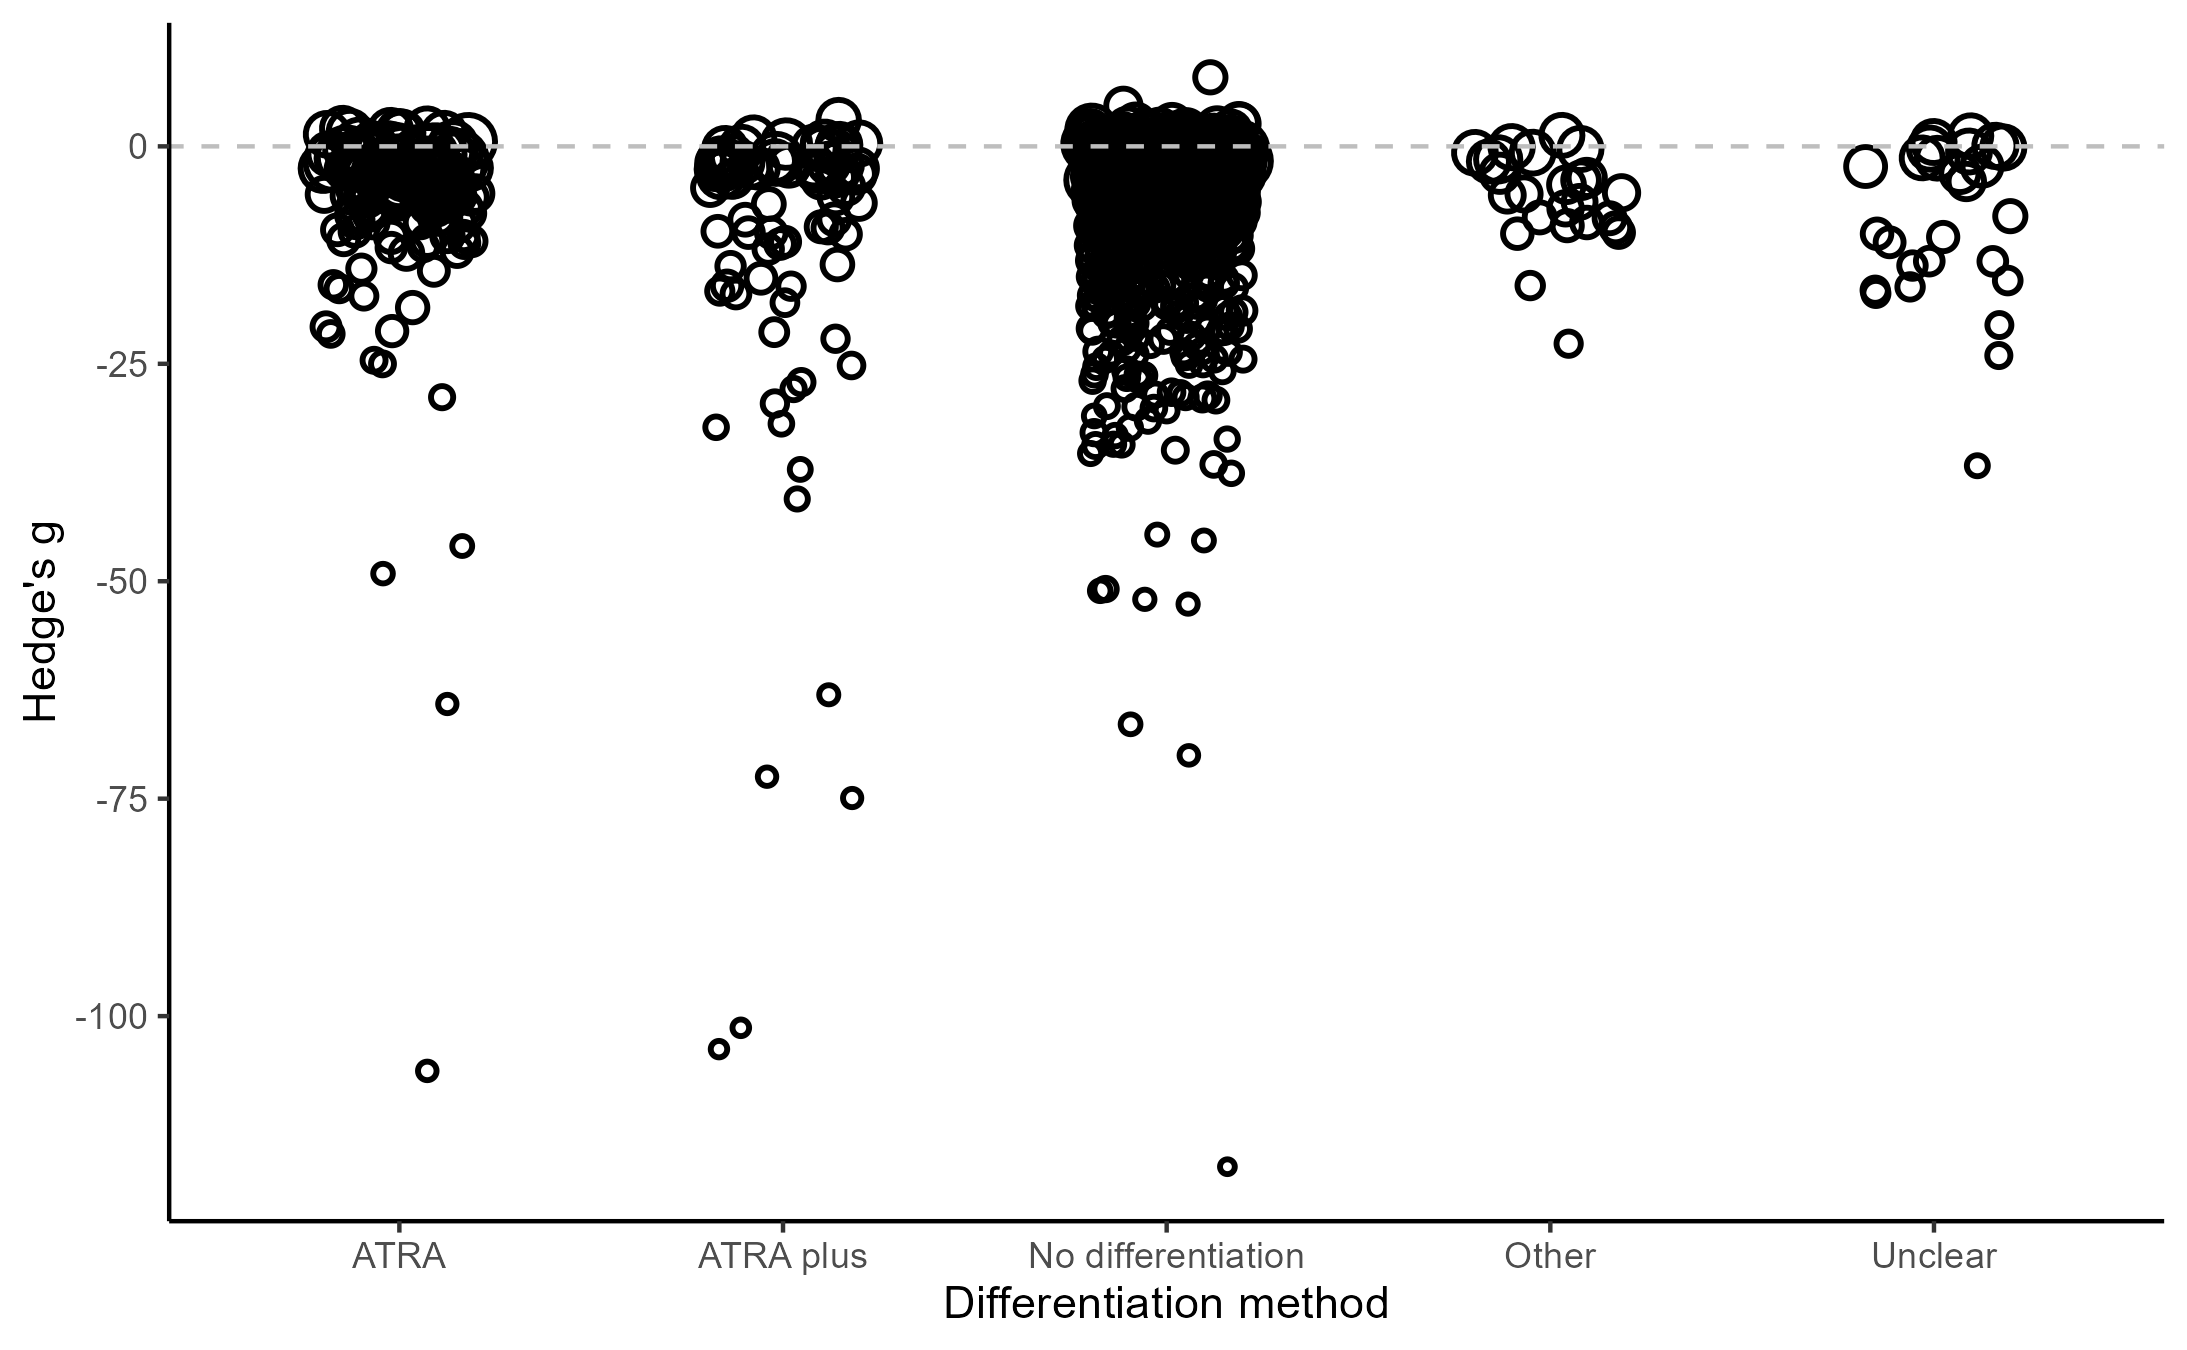 0
-25
-50
-75
-100
Hedge's g
ATRA
ATRA plus
No differentiation
Other
Unclear
Differentiation method